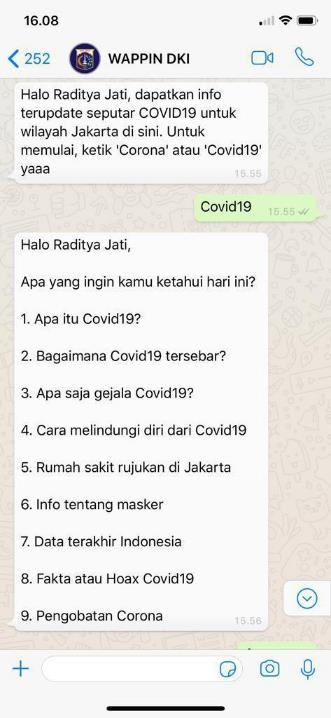 16.08
252
WAPPIN DKI
Halo Raditya Jati, dapatkan info
terupdate seputar COVID19 untuk
wilayah Jakarta di sini. Untuk
memulai, ketik 'Corona' atau 'Covid19'
yaaa
15.55
Covid19
15.55
Halo Raditya Jati,
Apa yang ingin kamu ketahui hari ini?
1. Apa itu Covid19?
2. Bagaimana Covid19 tersebar?
3. Apa saja gejala Covid19?
4. Cara melindungi diri dari Covid19
5. Rumah sakit rujukan di Jakarta
6. Info tentang masker
7. Data terakhir Indonesia
8. Fakta atau Hoax Covid19
9. Pengobatan Corona
15.56